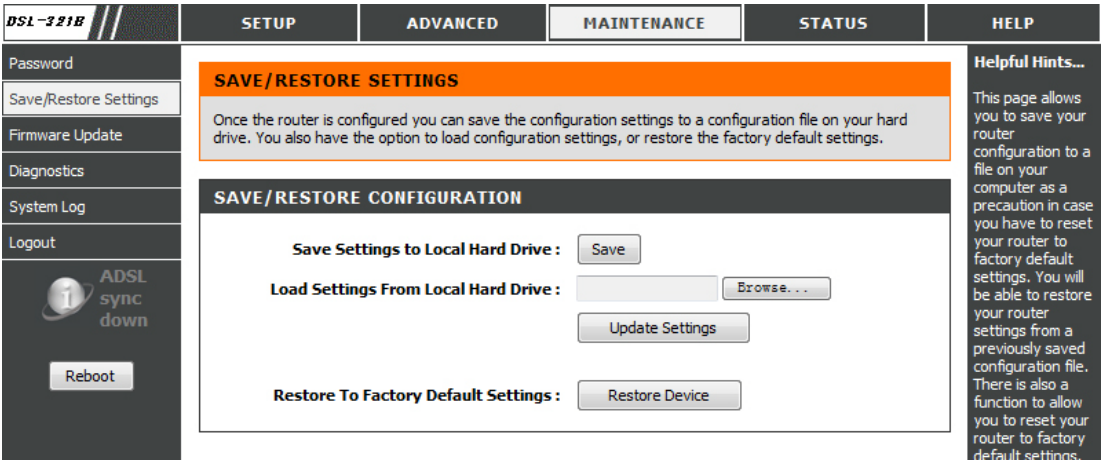 DSL-321B
SETUP
ADVANCED
MAINTENANCE
STATUS
HELP
Password
Save/Restore Settings
Firmware Update
Diagnostics
System Log
Logout
ADSL
sync
down
Reboot
SAVE/RESTORE SETTINGS
Once the router is configured you can save the configuration settings to a configuration file on your hard
drive. You also have the option to load configuration settings, or restore the factory default settings.
SAVE/RESTORE CONFIGURATION
Save Settings to Local Hard Drive : Save
Load Settings From Local Hard Drive : Browse...
Update Settings
Restore To Factory Default Settings : Restore Device
Helpful Hints...
This page allows
you to save your
router
configuration to a
file on your
computer as a
precaution in case
you have to reset
your router to
factory default
settings. You will
be able to restore
your router
settings from a
previously saved
configuration file.
There is also a
function to allow
you to reset your
router to factory
default settings.